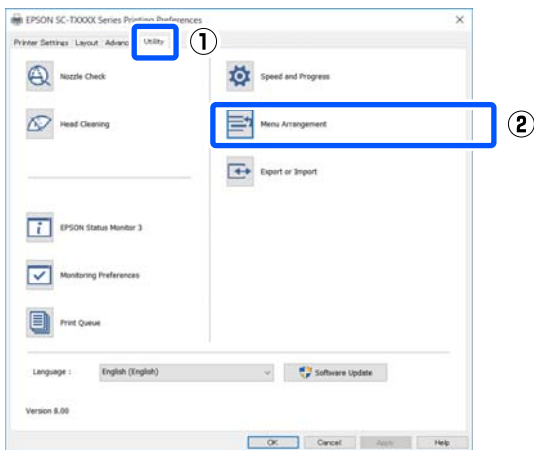 EPSON SC-TXXXX Series Printing Preferences
Printer Settings Layout Advanc Utility ①
Nozzle Check
Speed and Progress
Head Cleaning
Menu Arrangement ②
Export or Import
EPSON Status Monitor 3
Monitoring Preferences
Print Queue
Language : English (English) Software Update
Version 8.00
OK Cancel Apply Help